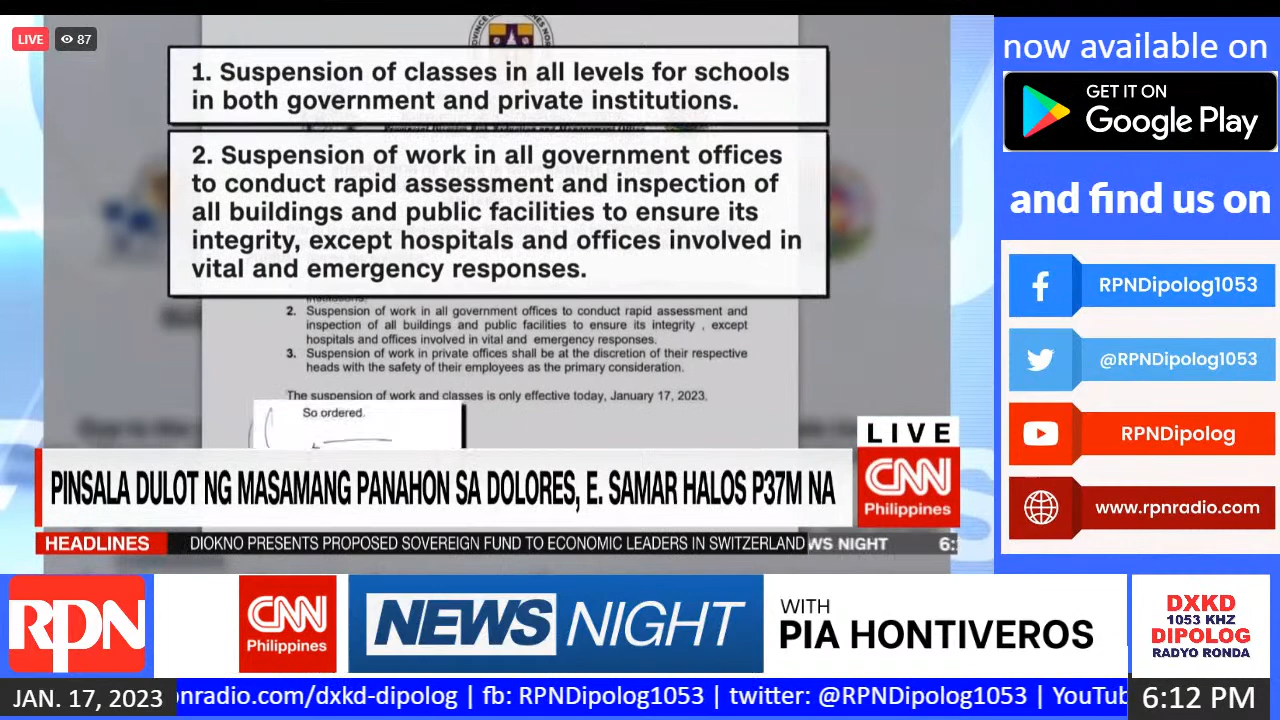 LIVE
87
1. Suspension of classes in all levels for schools
in both government and private institutions.
2. Suspension of work in all government offices
to conduct rapid assessment and inspection of
all buildings and public facilities to ensure its
integrity, except hospitals and offices involved in
vital and emergency responses.
institutions.
2. Suspension of work in all government offices to conduct rapid assessment and
inspection of all buildings and public facilities to ensure its integrity , except
hospitals and offices involved in vital and emergency responses.
3. Suspension of work in private offices shall be at the discretion of their respective
heads with the safety of their employees as the primary consideration.
The suspension of work and classes is only effective today, January 17, 2023.
So ordered.
LIVE
CNN
Philippines
PINSALA DULOT NG MASAMANG PANAHON SA DOLORES, E. SAMAR HALOS P37M NA
HEADLINES
DIOKNO PRESENTS PROPOSED SOVEREIGN FUND TO ECONOMIC LEADERS IN SWITZERLAND
WS NIGHT
6:
now available on
GET IT ON
Google Play
and find us on
RPNDipolog1053
@RPNDipolog1053
RPNDipolog
www.rpnradio.com
RPN
CNN
Philippines
NEWS NIGHT
WITH
PIA HONTIVEROS
DXKD
1053 KHZ
DIPOLOG
RADYO RONDA
JAN. 17, 2023
onradio.com/dxkd-dipolog | fb: RPNDipolog1053 | twitter: @RPNDipolog1053 | YouTub
6:12 PM